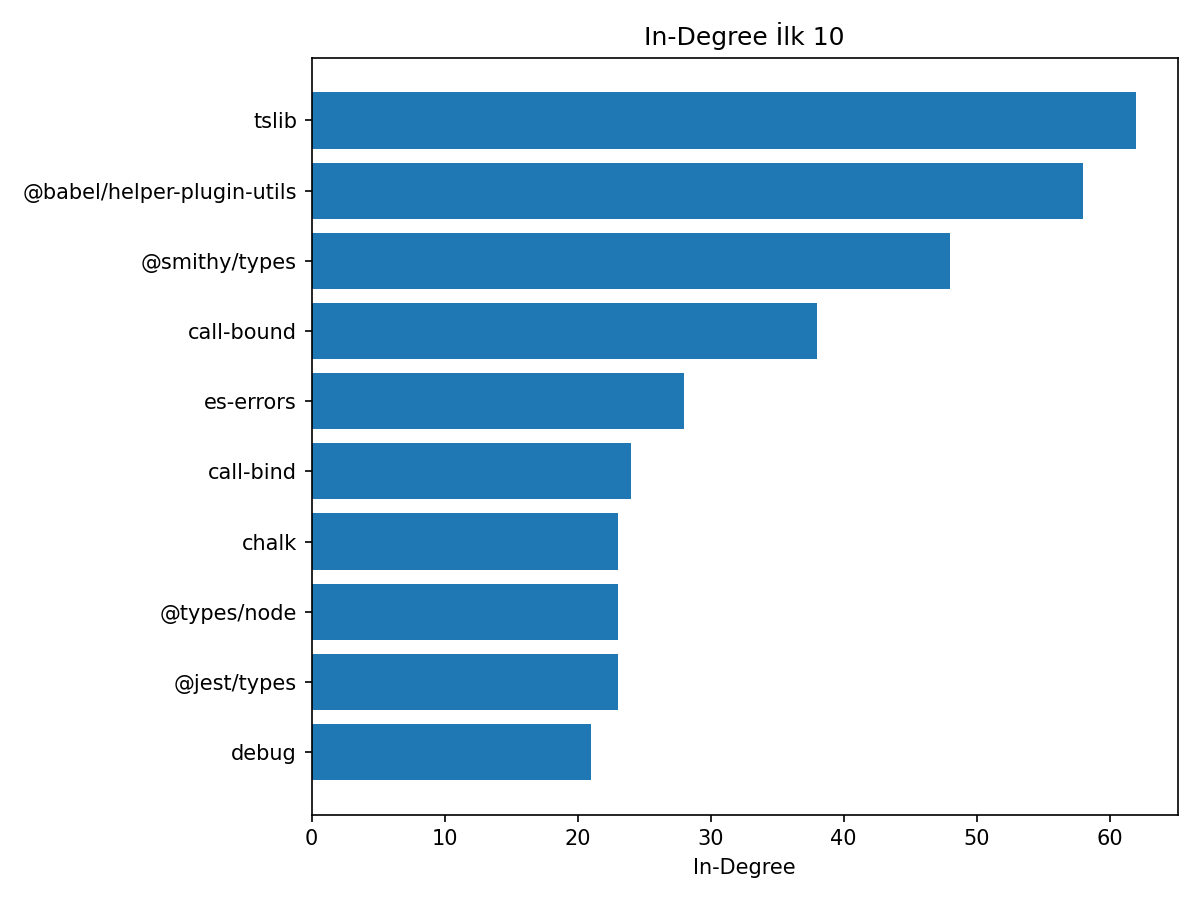 In-Degree İlk 10
tslib
@babel/helper-plugin-utils
@smithy/types
call-bound
es-errors
call-bind
chalk
@types/node
@jest/types
debug
0 10 20 30 40 50 60
In-Degree